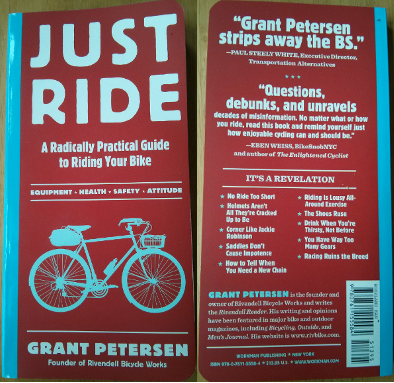 JUST
RIDE
A Radically Practical Guide
to Riding Your Bike
EQUIPMENT • HEALTH • SAFETY • ATTITUDE
GRANT PETERSEN
Founder of Rivendell Bicycle Works
“Grant Petersen
strips away the BS.”
—PAUL STEELY WHITE, Executive Director,
Transportation Alternatives
“Questions,
debunks, and unravels
decades of misinformation. No matter what or how
you ride, read this book and remind yourself just
how enjoyable cycling can and should be.”
—EBEN WEISS, BikeSnobNYC
and author of The Enlightened Cyclist
IT'S A REVELATION
★ No Ride Too Short
★ Helmets Aren't
All They're Cracked
Up to Be
★ Corner Like Jackie
Robinson
★ Saddles Don't
Cause Impotence
★ How to Tell When
You Need a New Chain
★ Riding Is Lousy All-
Around Exercise
★ The Shoes Ruse
★ Drink When You're
Thirsty, Not Before
★ You Have Way Too
Many Gears
★ Racing Ruins the Breed
GRANT PETERSEN is the founder and
owner of Rivendell Bicycle Works and writes
the Rivendell Reader. His writing and opinions
have been featured in major bike and outdoor
magazines, including Bicycling, Outside, and
Men's Journal. His website is www.rivbike.com.
WORKMAN PUBLISHING • NEW YORK